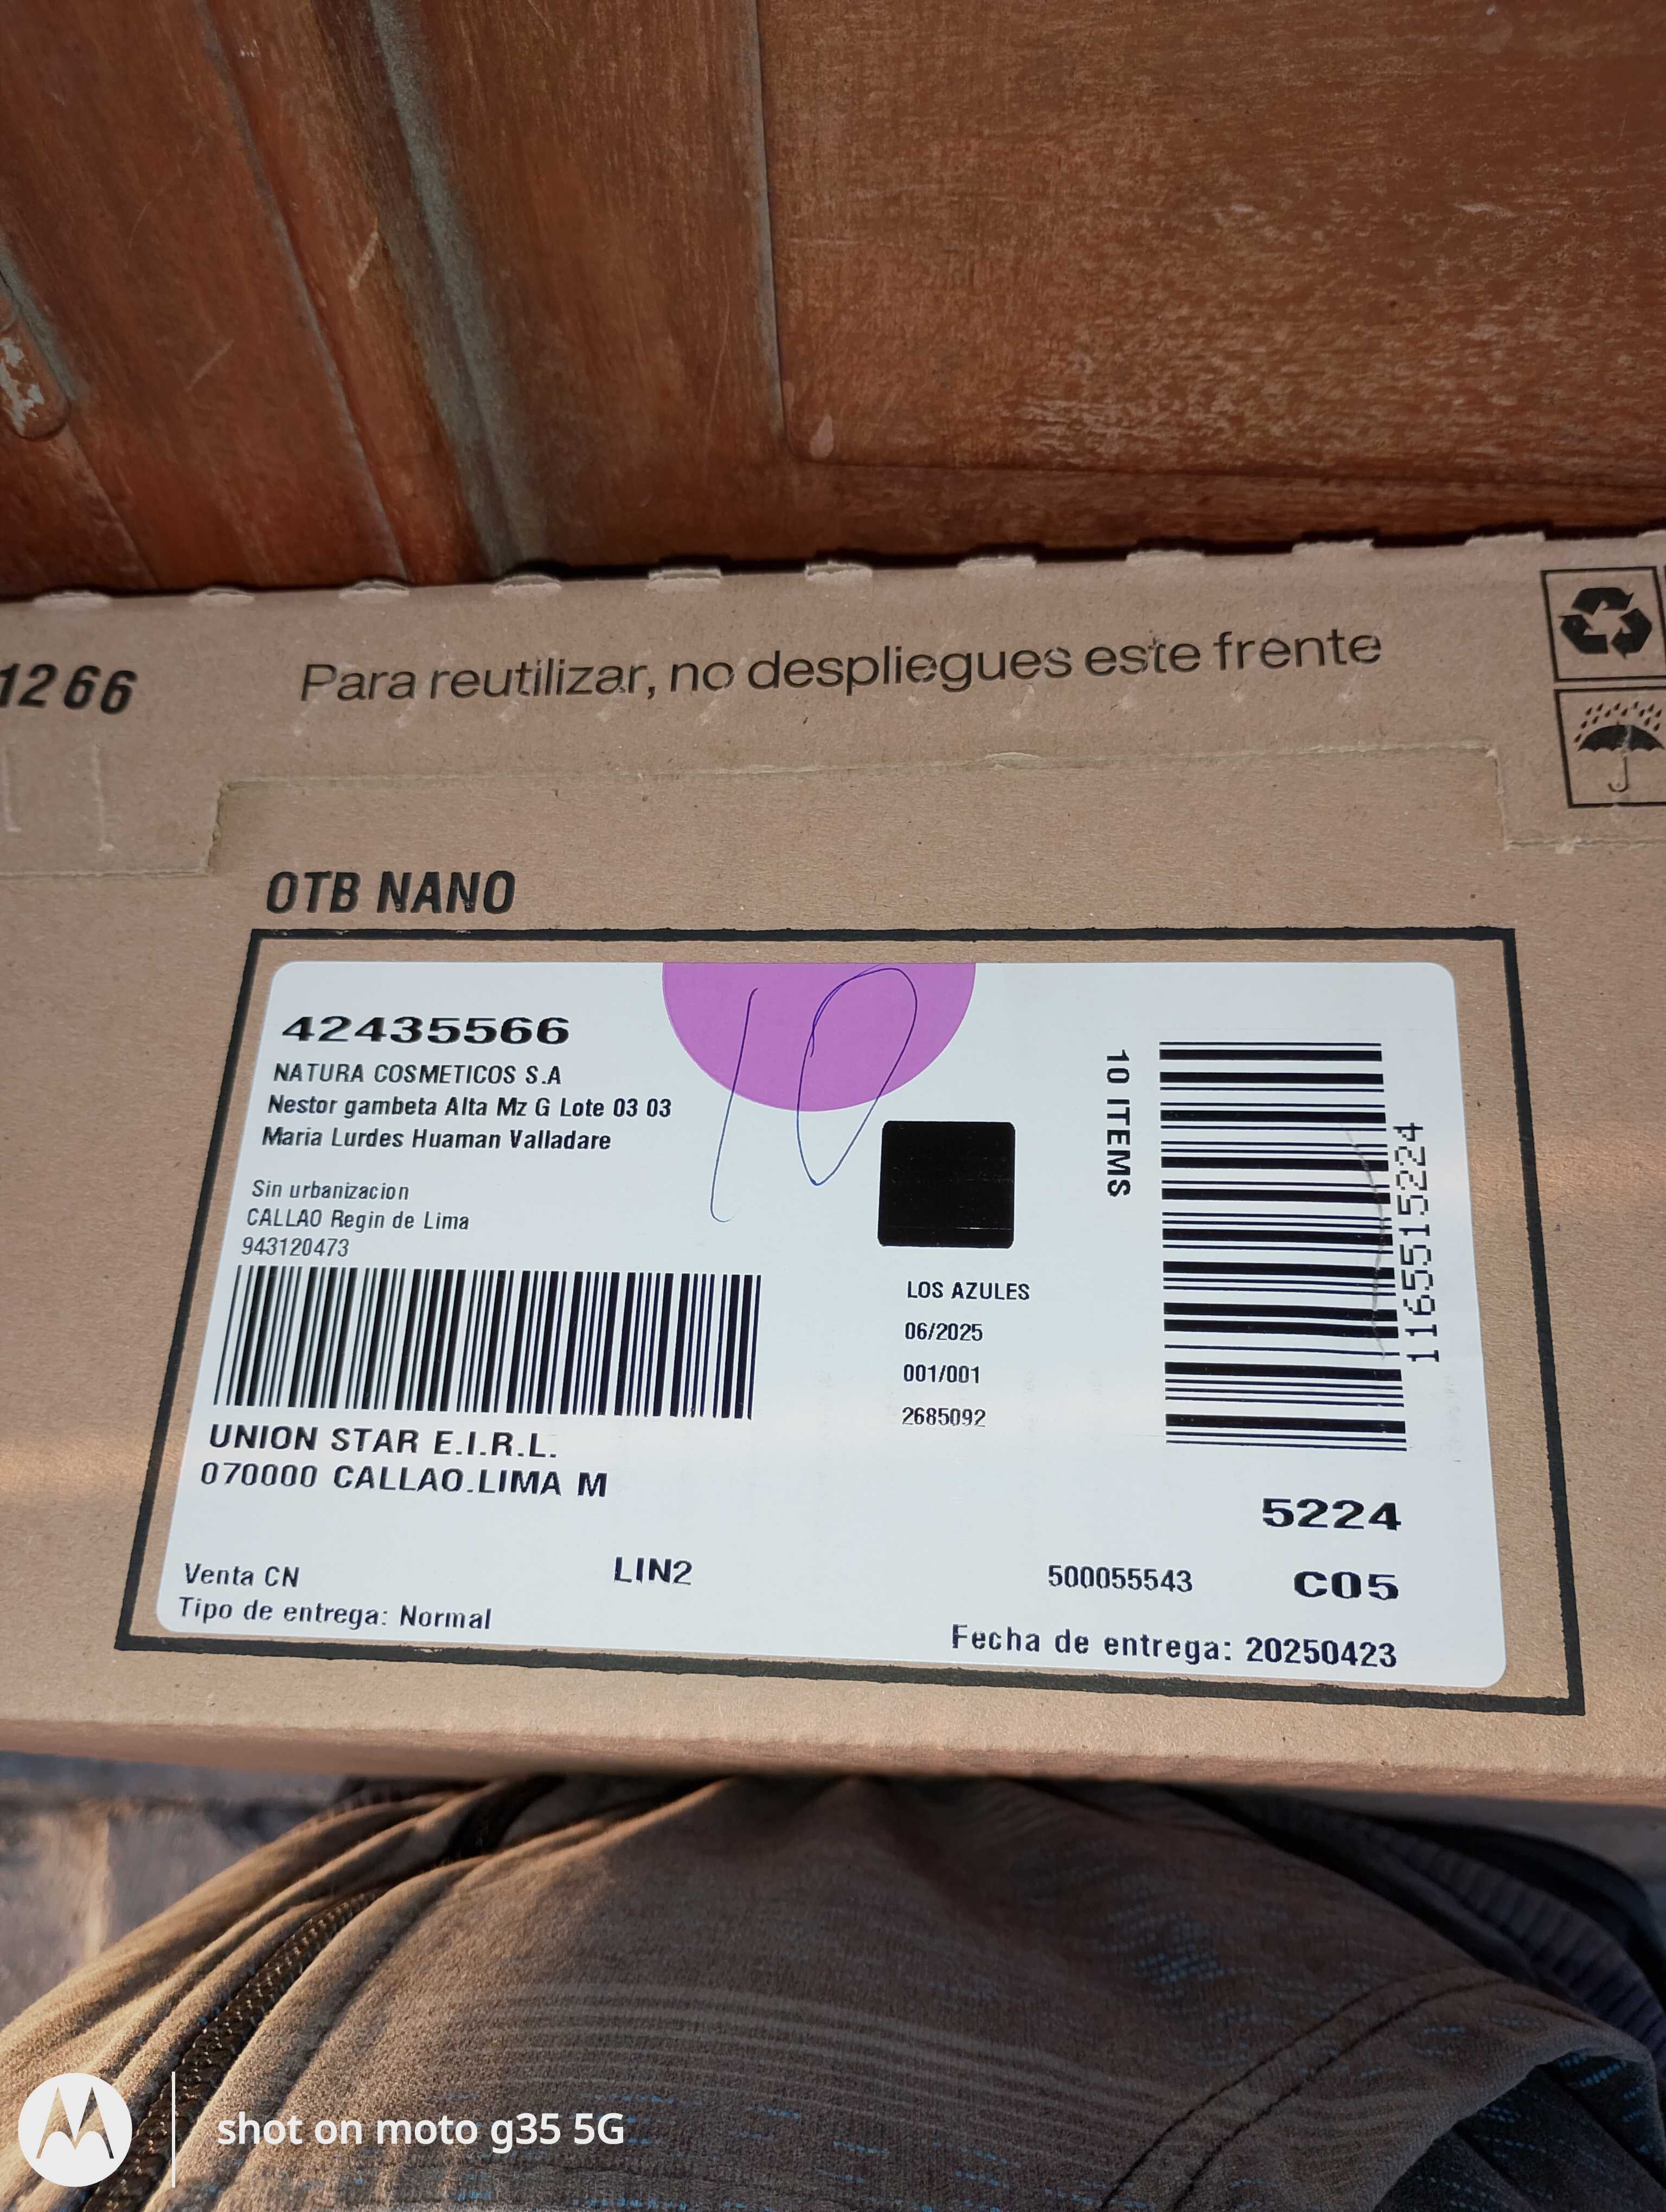 1266
Para reutilizar, no despliegues este frente
OTB NANO
42435566
NATURA COSMETICOS S.A
Nestor gambeta Alta Mz G Lote 03 03
Maria Lurdes Huaman Valladare
Sin urbanizacion
CALLAO Regin de Lima
943120473
UNION STAR E.I.R.L.
070000 CALLAO.LIMA M
Venta CN
Tipo de entrega: Normal
LIN2
10
LOS AZULES
06/2025
001/001
2685092
10 ITEMS
1165515224
5224
500055543
C05
Fecha de entrega: 20250423
shot on moto g35 5G